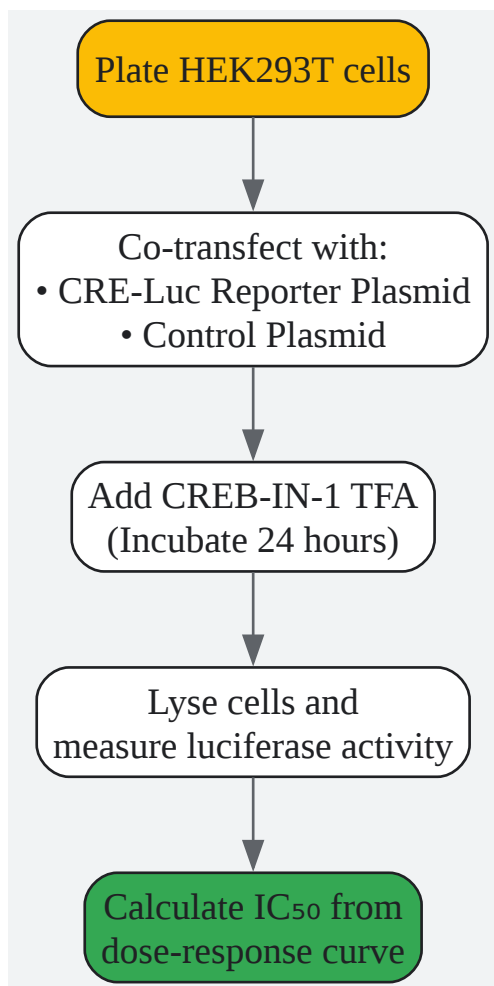 Plate HEK293T cells
Co-transfect with:
• CRE-Luc Reporter Plasmid
• Control Plasmid
Add CREB-IN-1 TFA
(Incubate 24 hours)
Lyse cells and
measure luciferase activity
Calculate IC₅₀ from
dose-response curve